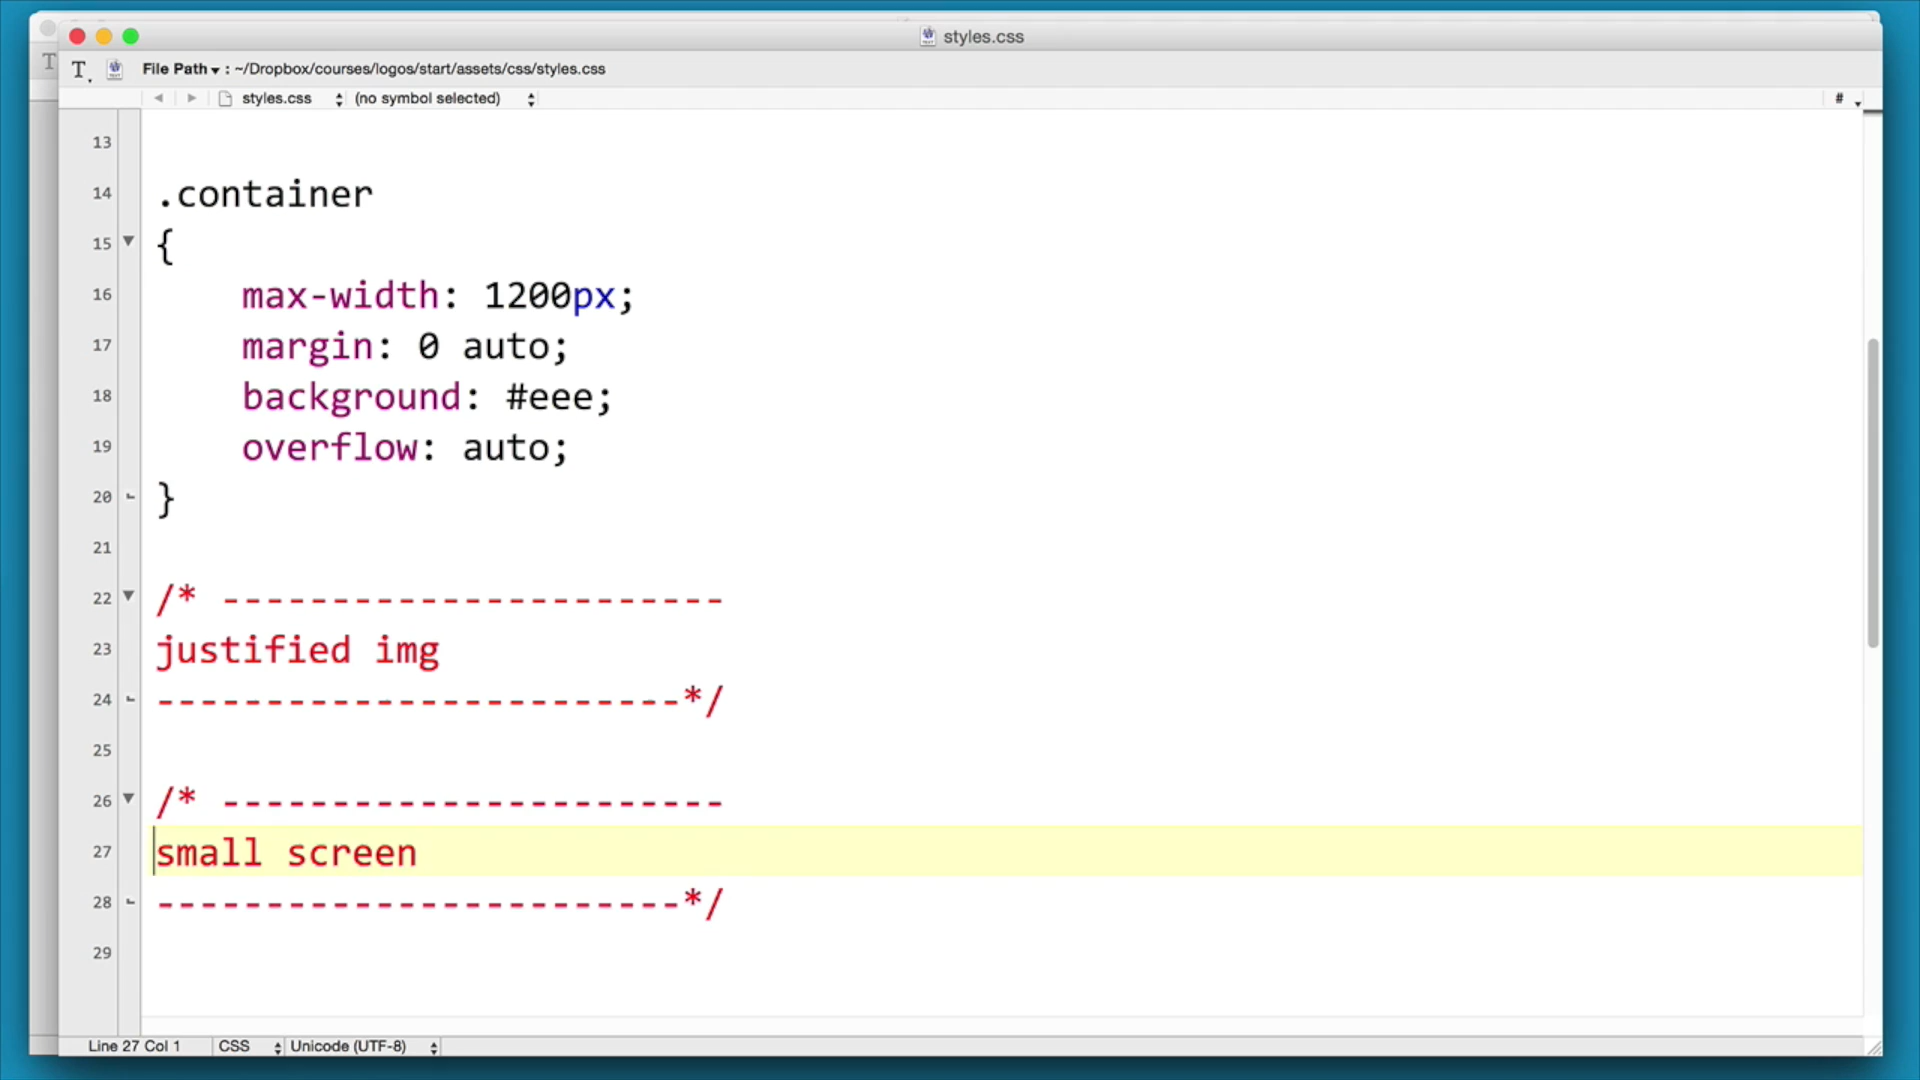 styles.css
T File Path : ~/Dropbox/courses/logos/start/assets/css/styles.css
styles.css (no symbol selected) #
13
14 .container
15 {
16 max-width: 1200px;
17 margin: 0 auto;
18 background: #eee;
19 overflow: auto;
20 }
21
22 /* -----------------------
23 justified img
24 ------------------------*/
25
26 /* -----------------------
27 small screen
28 ------------------------*/
29
Line 27 Col 1 CSS Unicode (UTF-8)